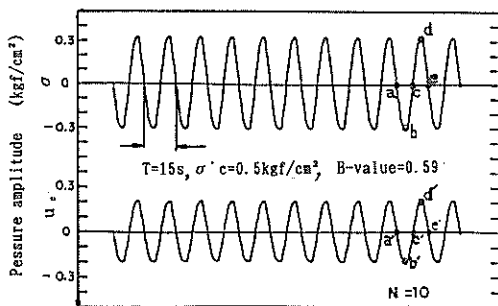 Pessure amplitude (kgf/cm²)
σ
0.3
0
-0.3
d
a
c
e
b
T=15s, σ'c=0.5kgf/cm², B-value=0.59
u
0.3
0
-0.3
d'
a'
c'
e'
b'
N =10